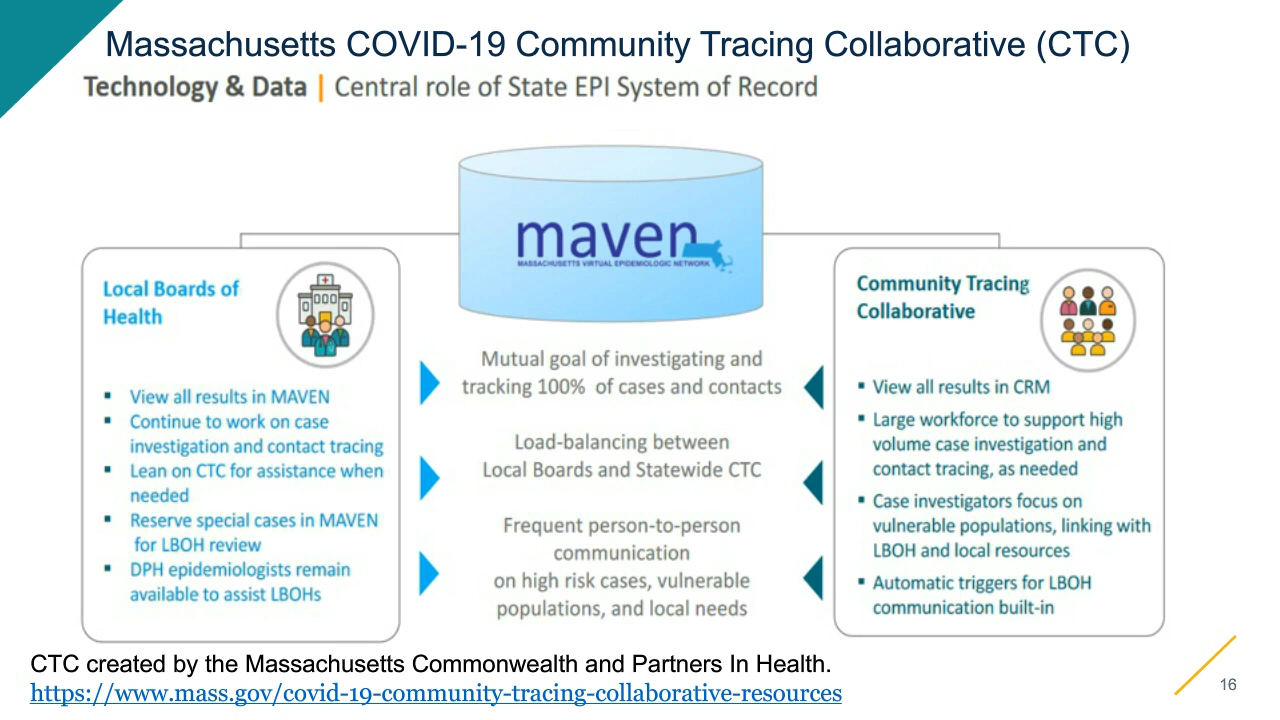 Massachusetts COVID-19 Community Tracing Collaborative (CTC)
Technology & Data | Central role of State EPI System of Record
maven
MASSACHUSETTS VIRTUAL EPIDEMIOLOGIC NETWORK
Local Boards of
Health
▪ View all results in MAVEN
▪ Continue to work on case
investigation and contact tracing
▪ Lean on CTC for assistance when
needed
▪ Reserve special cases in MAVEN
for LBOH review
▪ DPH epidemiologists remain
available to assist LBOHs
Mutual goal of investigating and
tracking 100% of cases and contacts
Load-balancing between
Local Boards and Statewide CTC
Frequent person-to-person
communication
on high risk cases, vulnerable
populations, and local needs
Community Tracing
Collaborative
▪ View all results in CRM
▪ Large workforce to support high
volume case investigation and
contact tracing, as needed
▪ Case investigators focus on
vulnerable populations, linking with
LBOH and local resources
▪ Automatic triggers for LBOH
communication built-in
CTC created by the Massachusetts Commonwealth and Partners In Health.
https://www.mass.gov/covid-19-community-tracing-collaborative-resources
16